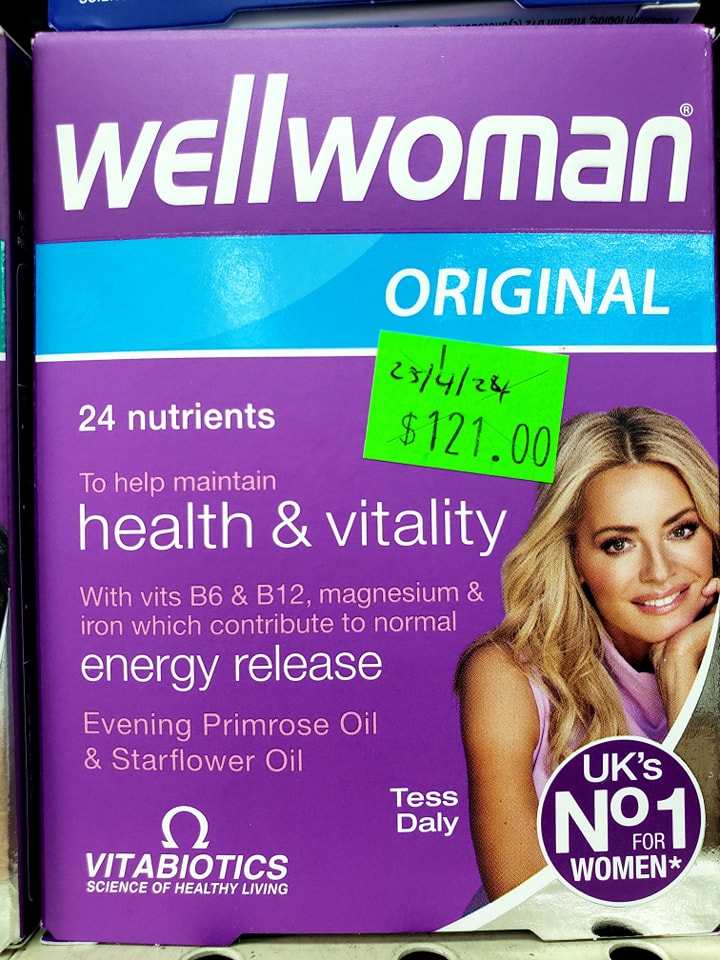 wellwoman®
ORIGINAL
23/4/24
$121.00
24 nutrients
To help maintain
health & vitality
With vits B6 & B12, magnesium &
iron which contribute to normal
energy release
Evening Primrose Oil
& Starflower Oil
Tess
Daly
UK's
Nº1
FOR
WOMEN*
VITABIOTICS
SCIENCE OF HEALTHY LIVING